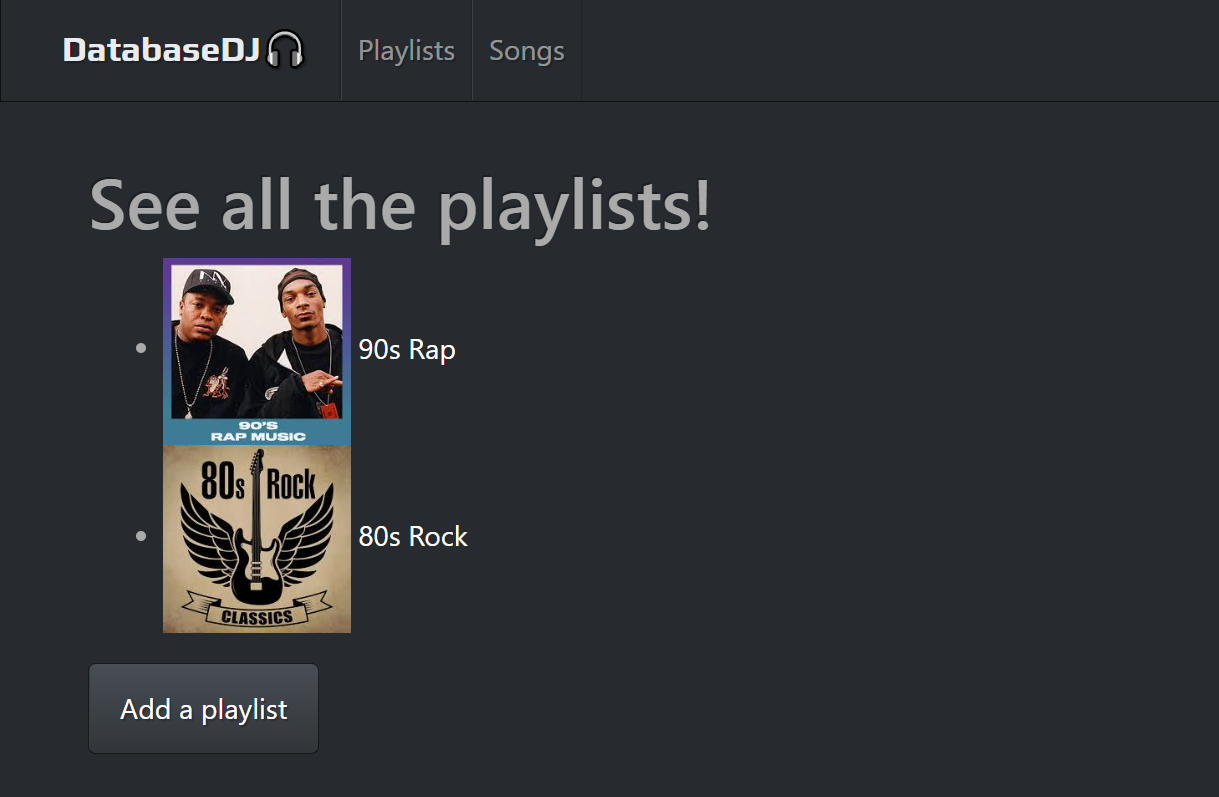 DatabaseDJ
Playlists
Songs
See all the playlists!
90'S
RAP MUSIC
90s Rap
80s Rock
CLASSICS
80s Rock
Add a playlist